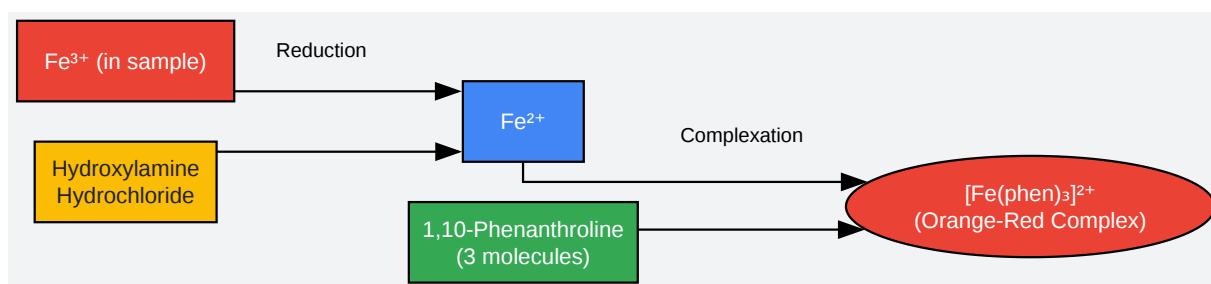 Fe³⁺ (in sample)
Reduction
Hydroxylamine
Hydrochloride
Fe²⁺
Complexation
1,10-Phenanthroline
(3 molecules)
[Fe(phen)₃]²⁺
(Orange-Red Complex)